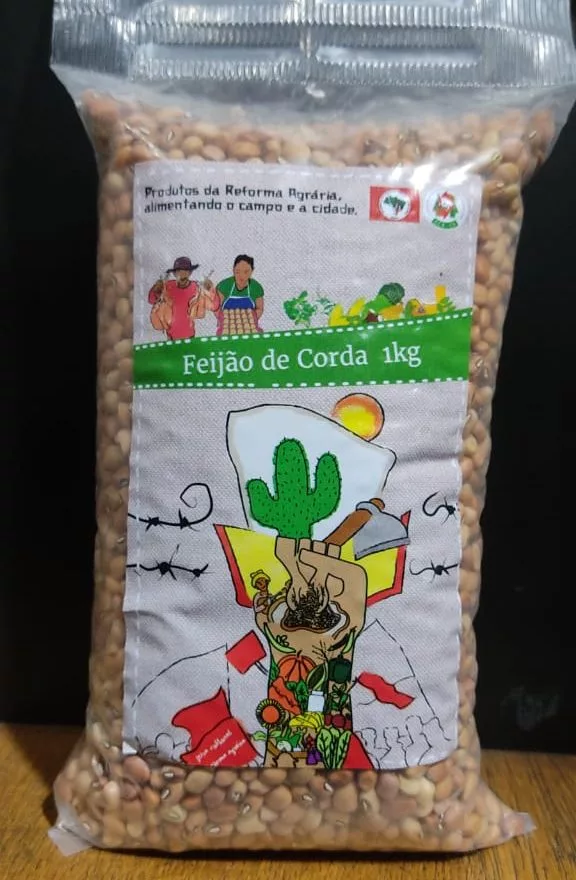 Produtos da Reforma Agrária,
alimentando o campo e a cidade.
Feijão de Corda 1kg